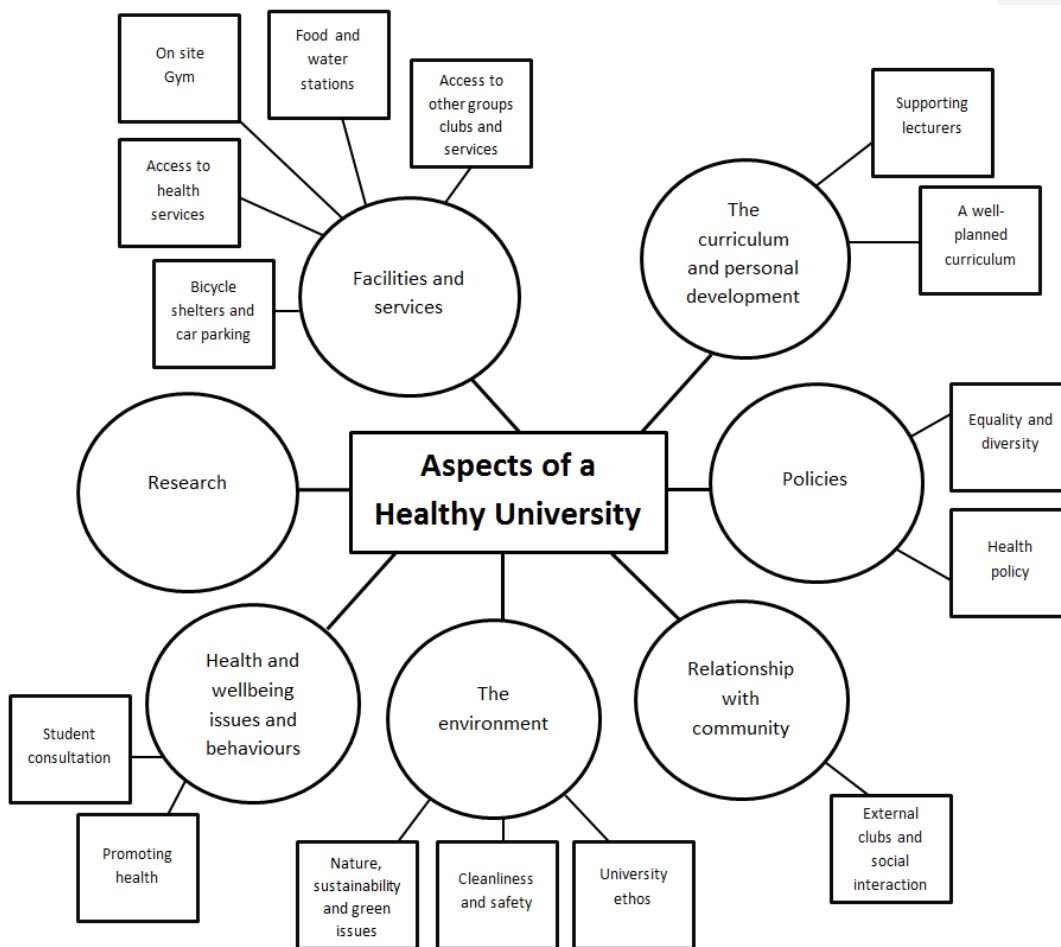 On site
Gym
Food and
water
stations
Access to
other groups
clubs and
services
Supporting
lecturers
Access to
health
services
The
curriculum
and personal
development
A well-
planned
curriculum
Facilities and
services
Bicycle
shelters and
car parking
Equality and
diversity
Aspects of a
Healthy University
Research
Policies
Health
policy
Health and
wellbeing
issues and
behaviours
The
environment
Relationship
with
community
Student
consultation
Promoting
health
Nature,
sustainability
and green
issues
Cleanliness
and safety
University
ethos
External
clubs and
social
interaction